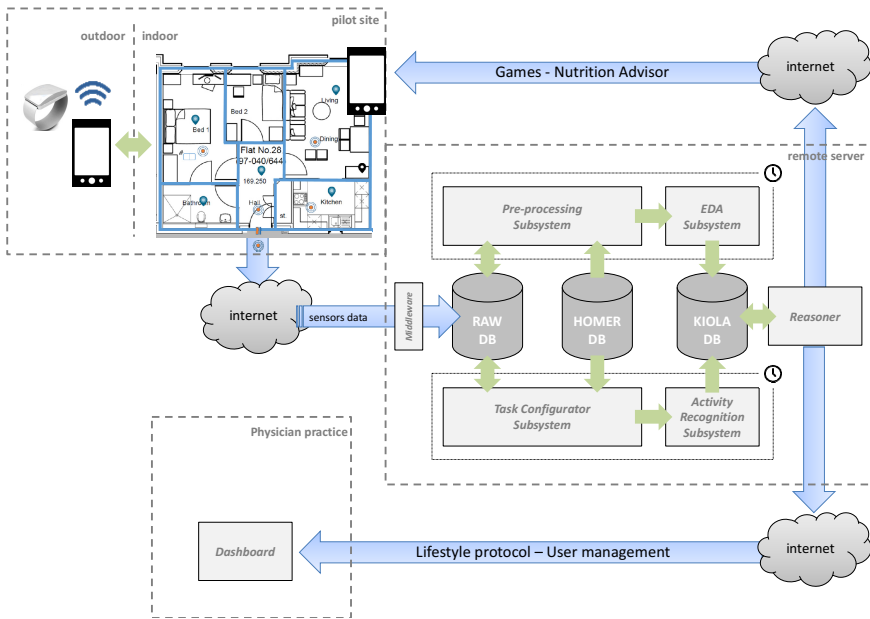 pilot site
outdoor
indoor
Living
Bed 1
Bed 2
Dining
Flat No.28
97-040/644
169.250
Bathroom
Hall
st.
Kitchen
Games - Nutrition Advisor
internet
remote server
Pre-processing
Subsystem
EDA
Subsystem
internet
sensors data
Middleware
RAW
DB
HOMER
DB
KIOLA
DB
Reasoner
Task Configurator
Subsystem
Activity
Recognition
Subsystem
Physician practice
Dashboard
Lifestyle protocol – User management
internet